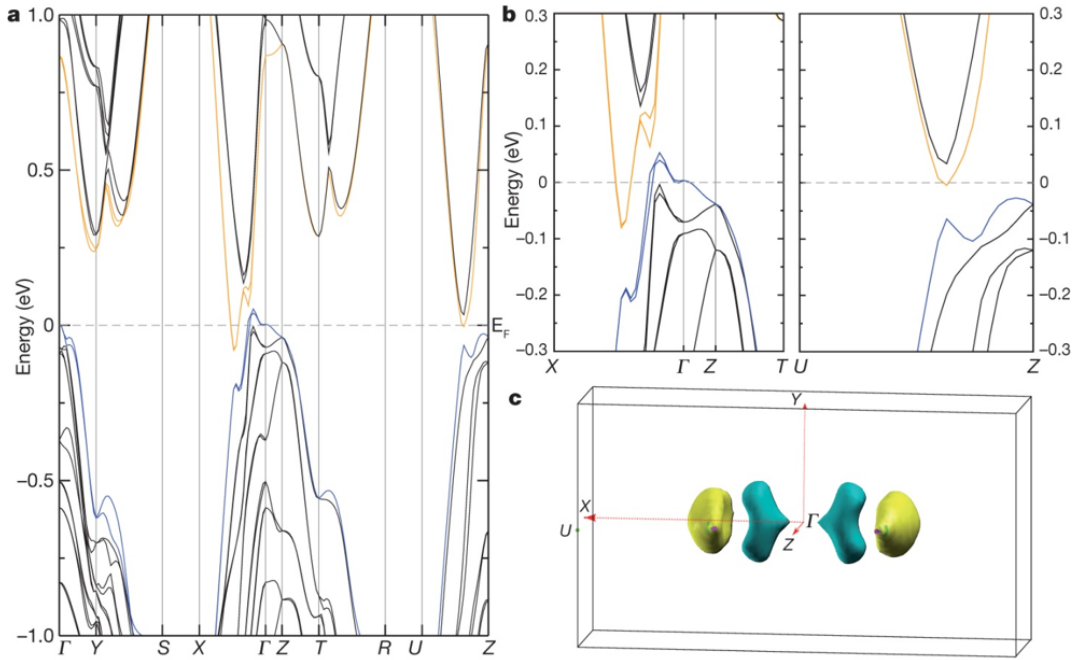 a
1.0
0.5
0
−0.5
−1.0
Energy (eV)
E_F
Γ Y S X Γ Z T R U Z
b
0.3
0.2
0.1
0
−0.1
−0.2
−0.3
Energy (eV)
X Γ Z T
0.3
0.2
0.1
0
−0.1
−0.2
−0.3
U Z
c
Y
X
Γ
U
Z